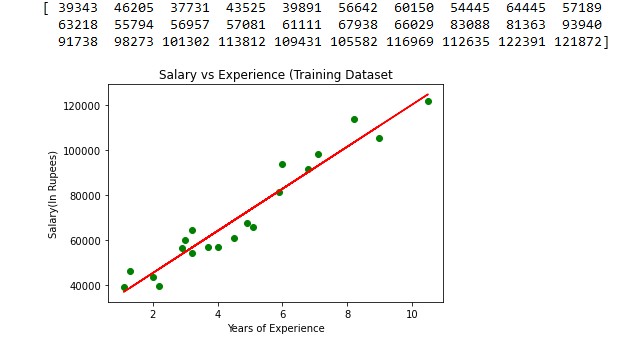 [ 39343 46205 37731 43525 39891 56642 60150 54445 64445 57189
63218 55794 56957 57081 61111 67938 66029 83088 81363 93940
91738 98273 101302 113812 109431 105582 116969 112635 122391 121872]
Salary vs Experience (Training Dataset
120000
100000
80000
60000
40000
Salary(In Rupees)
2 4 6 8 10
Years of Experience